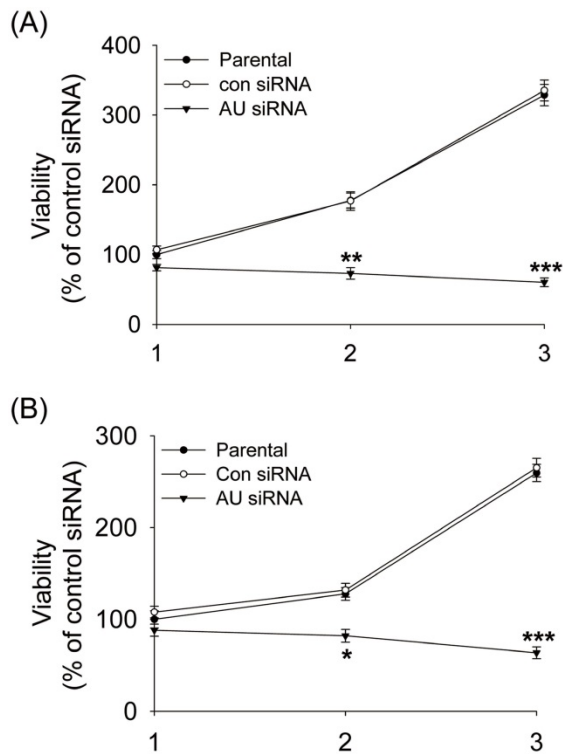 (A)
400
300
200
100
0
Viability
(% of control siRNA)
Parental
con siRNA
AU siRNA
**
***
1 2 3
(B)
300
200
100
0
Viability
(% of control siRNA)
Parental
Con siRNA
AU siRNA
*
***
1 2 3